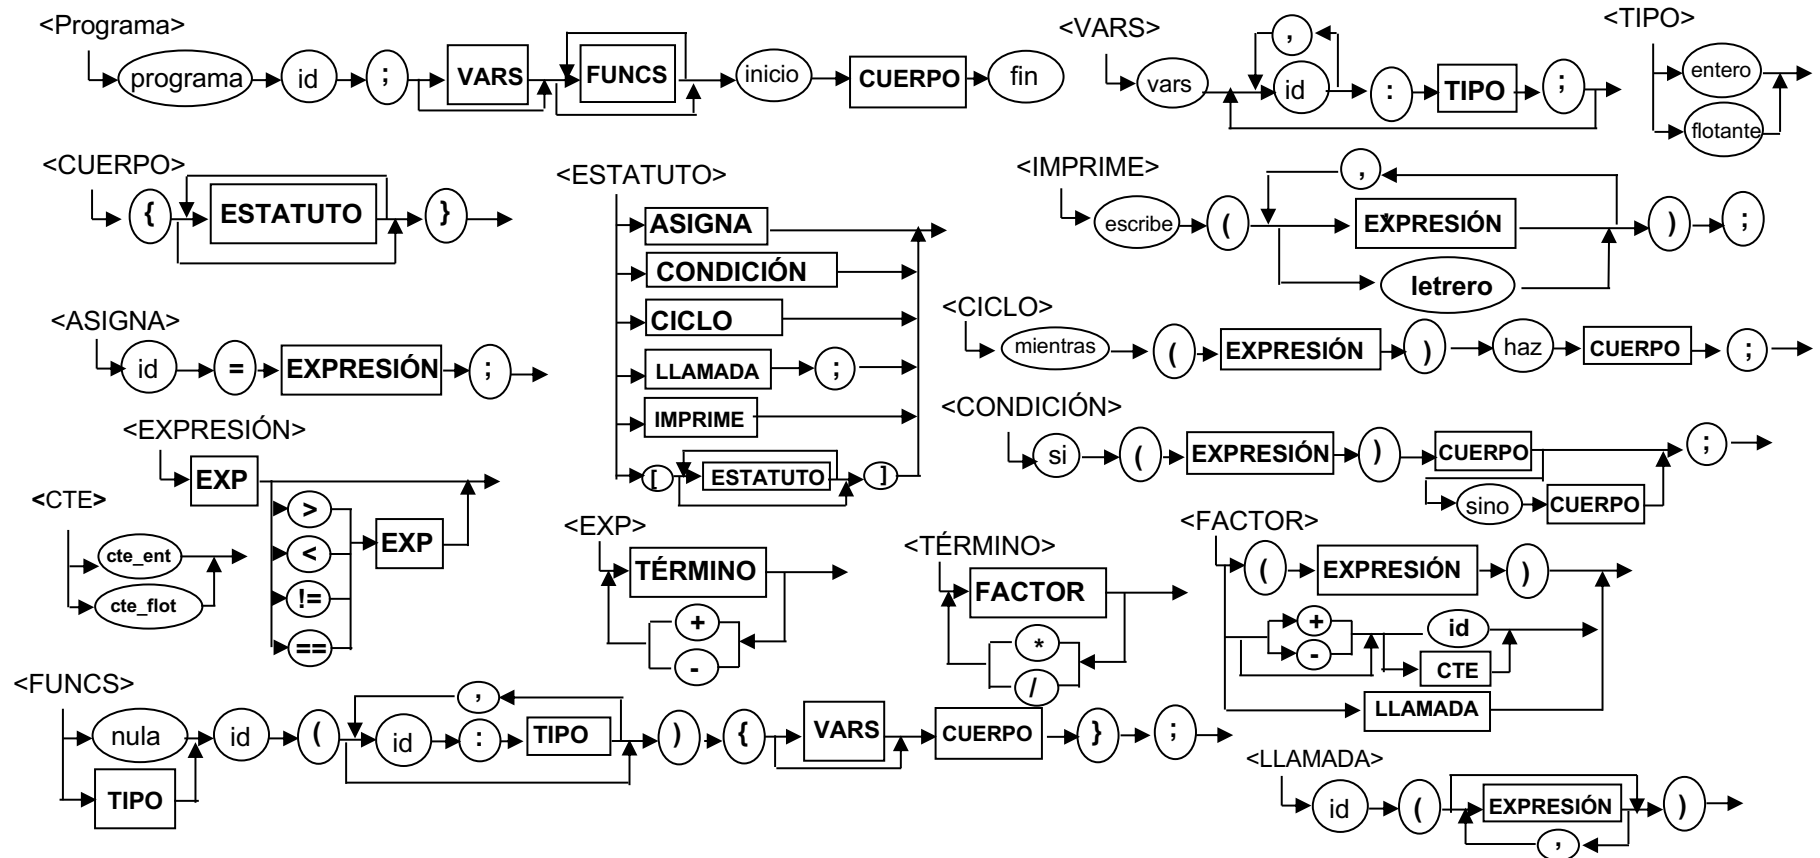 <Programa>
programa id ; VARS FUNCS inicio CUERPO fin
<VARS>
,
vars id : TIPO ;
<TIPO>
entero
flotante
<CUERPO>
{ ESTATUTO }
<ESTATUTO>
ASIGNA
CONDICIÓN
CICLO
LLAMADA ;
IMPRIME
[ ESTATUTO ]
<IMPRIME>
,
escribe ( EXPRESIÓN ) ;
letrero
<ASIGNA>
id = EXPRESIÓN ;
<CICLO>
mientras ( EXPRESIÓN ) haz CUERPO ;
<EXPRESIÓN>
EXP
>
<
!=
==
EXP
<CONDICIÓN>
si ( EXPRESIÓN ) CUERPO ;
sino CUERPO
<CTE>
cte_ent
cte_flot
<EXP>
TÉRMINO
+
-
<TÉRMINO>
FACTOR
*
/
<FACTOR>
( EXPRESIÓN )
+ id
- CTE
LLAMADA
<FUNCS>
,
nula id ( id : TIPO ) { VARS CUERPO } ;
TIPO
<LLAMADA>
id ( EXPRESIÓN )
,